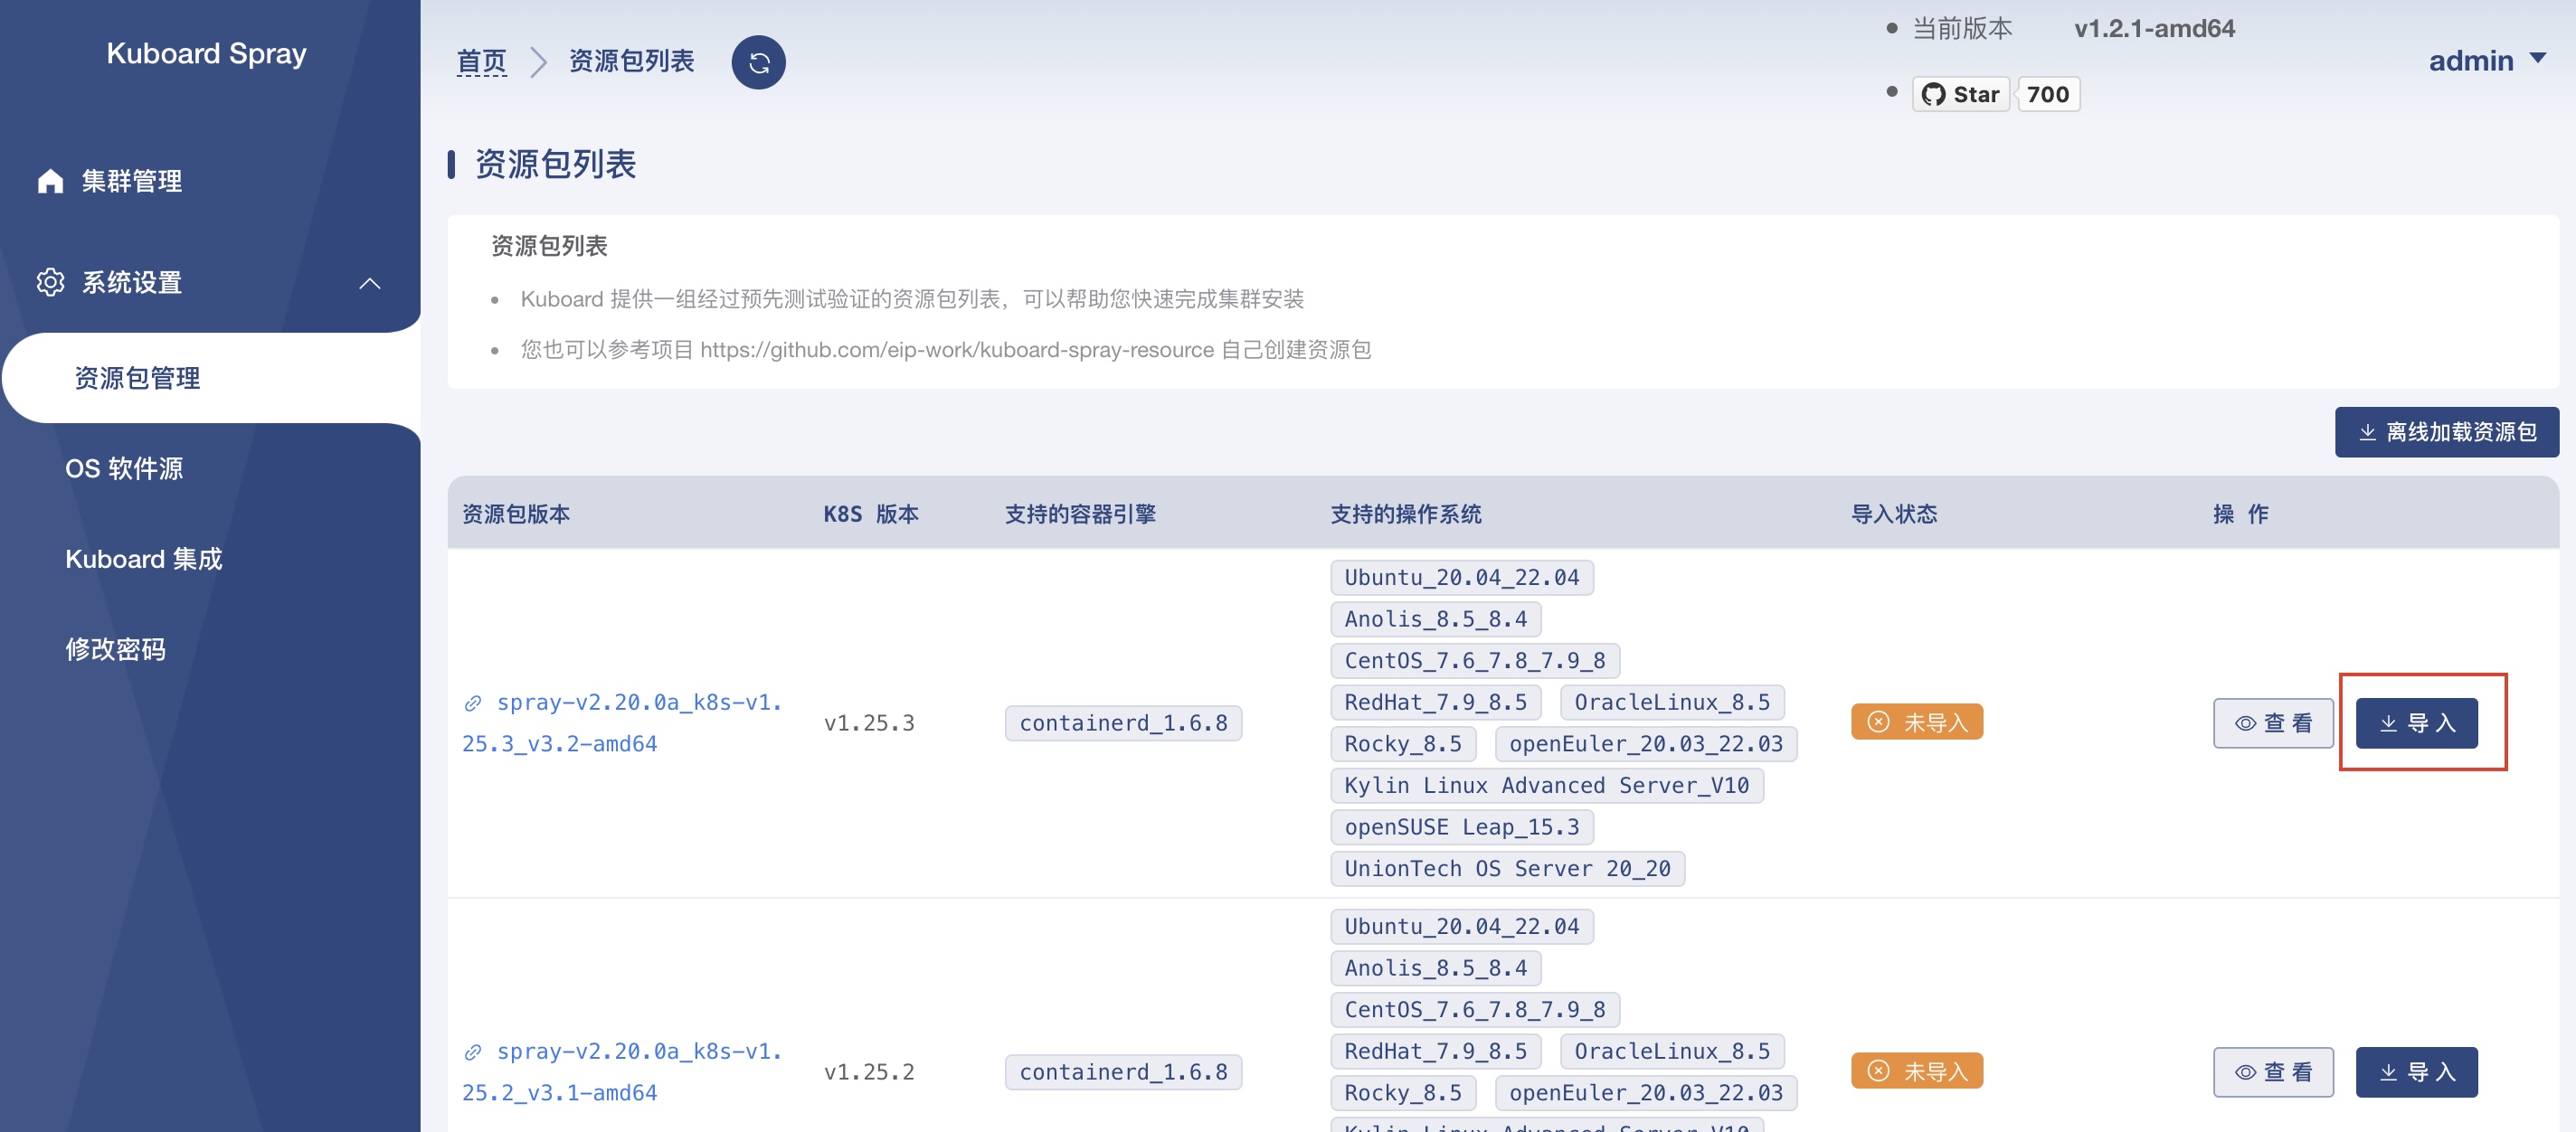 Kuboard Spray
集群管理
系统设置
资源包管理
OS 软件源
Kuboard 集成
修改密码
首页
资源包列表
当前版本 v1.2.1-amd64
Star 700
admin
资源包列表
资源包列表
Kuboard 提供一组经过预先测试验证的资源包列表，可以帮助您快速完成集群安装
您也可以参考项目 https://github.com/eip-work/kuboard-spray-resource 自己创建资源包
离线加载资源包
资源包版本 K8S 版本 支持的容器引擎 支持的操作系统 导入状态 操 作
spray-v2.20.0a_k8s-v1.
25.3_v3.2-amd64
v1.25.3
containerd_1.6.8
Ubuntu_20.04_22.04
Anolis_8.5_8.4
CentOS_7.6_7.8_7.9_8
RedHat_7.9_8.5 OracleLinux_8.5
Rocky_8.5 openEuler_20.03_22.03
Kylin Linux Advanced Server_V10
openSUSE Leap_15.3
UnionTech OS Server 20_20
未导入
查 看 导 入
spray-v2.20.0a_k8s-v1.
25.2_v3.1-amd64
v1.25.2
containerd_1.6.8
Ubuntu_20.04_22.04
Anolis_8.5_8.4
CentOS_7.6_7.8_7.9_8
RedHat_7.9_8.5 OracleLinux_8.5
Rocky_8.5 openEuler_20.03_22.03
Kylin Linux Advanced Server_V10
未导入
查 看 导 入